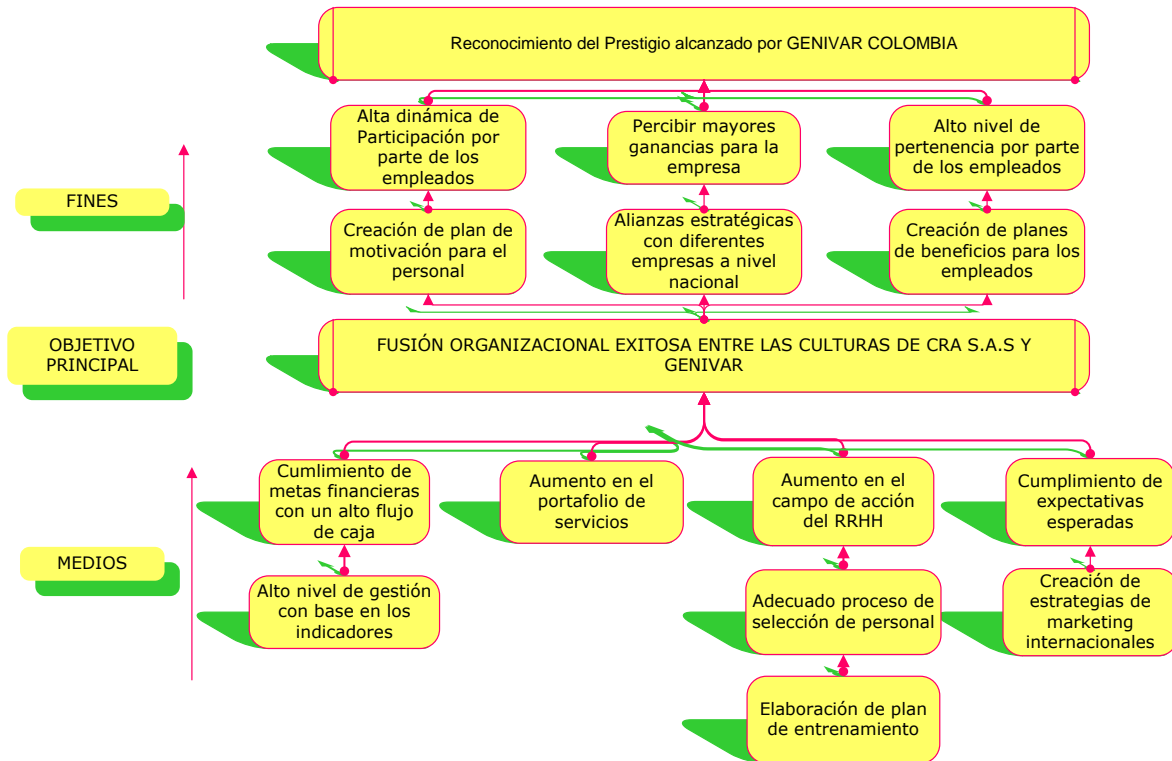 Reconocimiento del Prestigio alcanzado por GENIVAR COLOMBIA
Alta dinámica de
Participación por
parte de los
empleados
Percibir mayores
ganancias para la
empresa
Alto nivel de
pertenencia por parte
de los empleados
FINES
Creación de plan de
motivación para el
personal
Alianzas estratégicas
con diferentes
empresas a nivel
nacional
Creación de planes
de beneficios para los
empleados
OBJETIVO
PRINCIPAL
FUSIÓN ORGANIZACIONAL EXITOSA ENTRE LAS CULTURAS DE CRA S.A.S Y
GENIVAR
Cumlimiento de
metas financieras
con un alto flujo
de caja
Aumento en el
portafolio de
servicios
Aumento en el
campo de acción
del RRHH
Cumplimiento de
expectativas
esperadas
MEDIOS
Alto nivel de gestión
con base en los
indicadores
Adecuado proceso de
selección de personal
Creación de
estrategias de
marketing
internacionales
Elaboración de plan
de entrenamiento